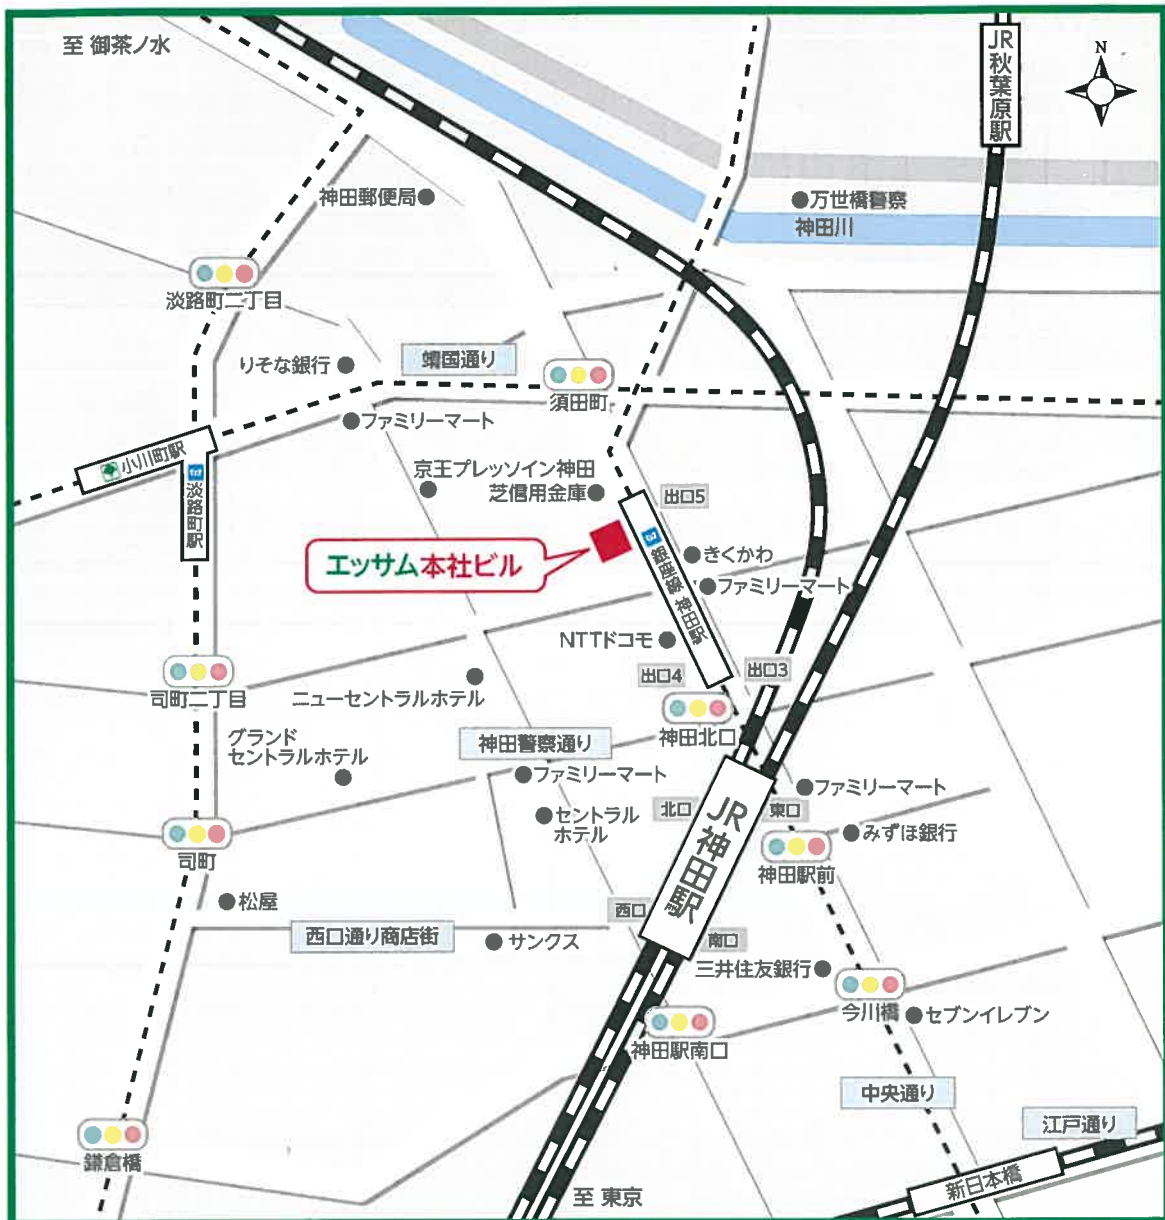 至 御茶ノ水
JR秋葉原駅
N
神田郵便局
万世橋警察
神田川
淡路町二丁目
りそな銀行
靖国通り
須田町
ファミリーマート
小川町駅
淡路町駅
京王プレッソイン神田
芝信用金庫
出口5
エッサム本社ビル
きくかわ
ファミリーマート
銀座線 神田駅
NTTドコモ
出口4
出口3
司町二丁目
ニューセントラルホテル
神田北口
グランド
セントラルホテル
神田警察通り
ファミリーマート
セントラル
ホテル
北口
JR神田駅
東口
ファミリーマート
みずほ銀行
神田駅前
司町
松屋
西口
西口通り商店街
サンクス
南口
三井住友銀行
今川橋
セブンイレブン
神田駅南口
中央通り
江戸通り
鎌倉橋
新日本橋
至 東京